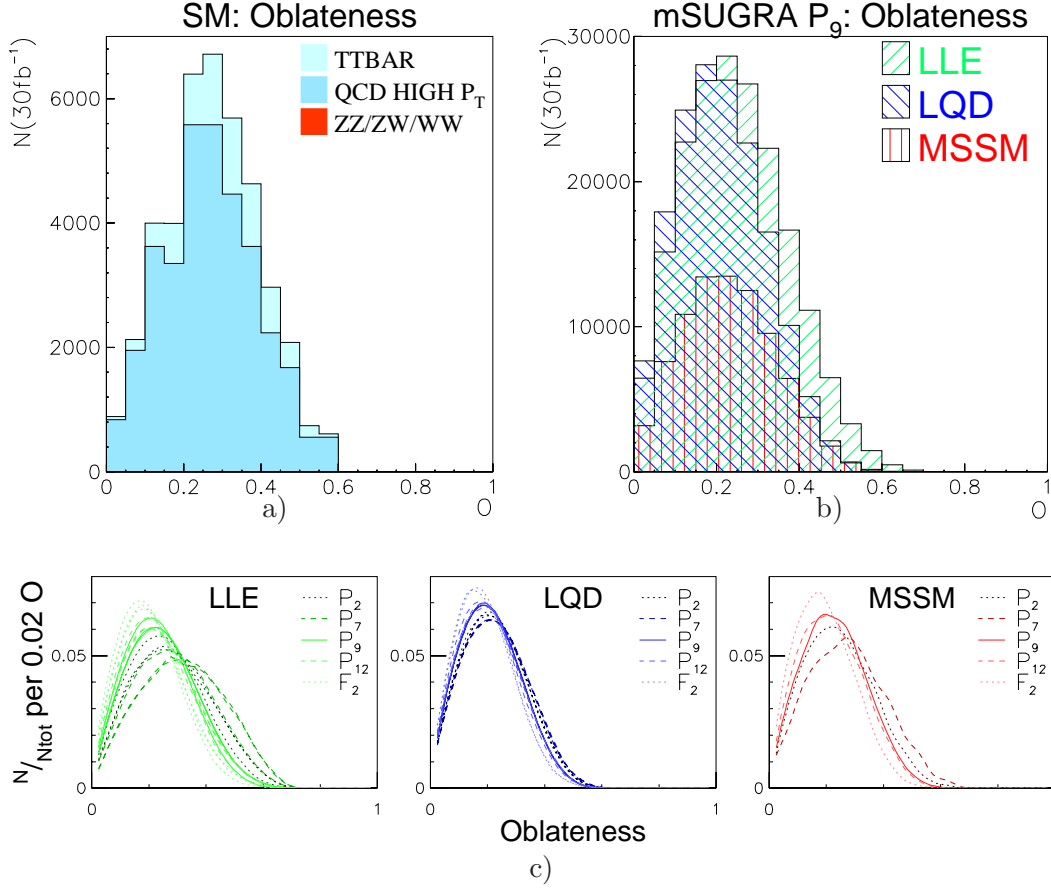 SM: Oblateness
N(30fb⁻¹)
6000
4000
2000
0
TTBAR
QCD HIGH P_T
ZZ/ZW/WW
0 0.2 0.4 0.6 0.8 1
O
a)
mSUGRA P₉: Oblateness
N(30fb⁻¹)
30000
20000
10000
0
LLE
LQD
MSSM
0 0.2 0.4 0.6 0.8 1
O
b)
N/Ntot per 0.02 O
0.05
0
LLE
P₂
P₇
P₉
P₁₂
F₂
0 1
0.05
0
LQD
P₂
P₇
P₉
P₁₂
F₂
0 1
0.05
0
MSSM
P₂
P₇
P₉
P₁₂
F₂
0 1
Oblateness
c)